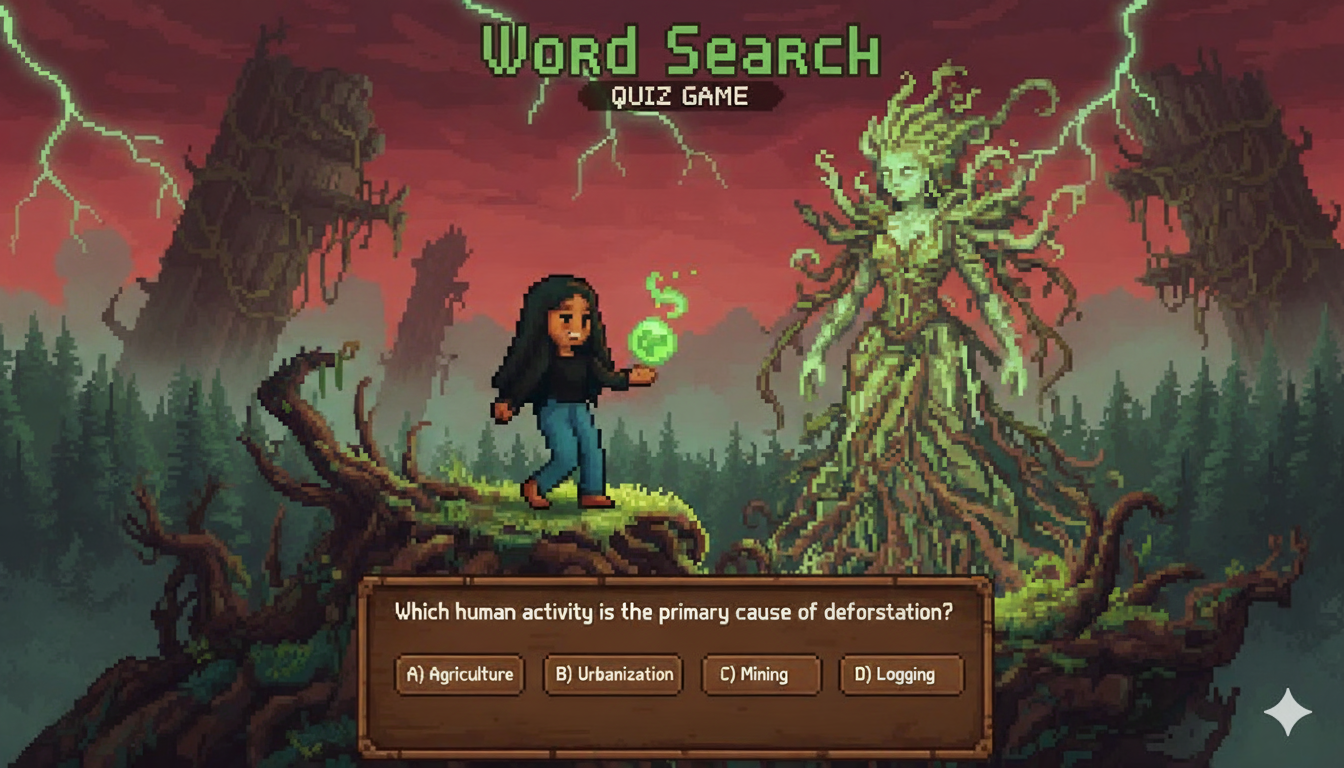 Word Search
QUIZ GAME
Which human activity is the primary cause of deforstation?
A) Agriculture
B) Urbanization
C) Mining
D) Logging